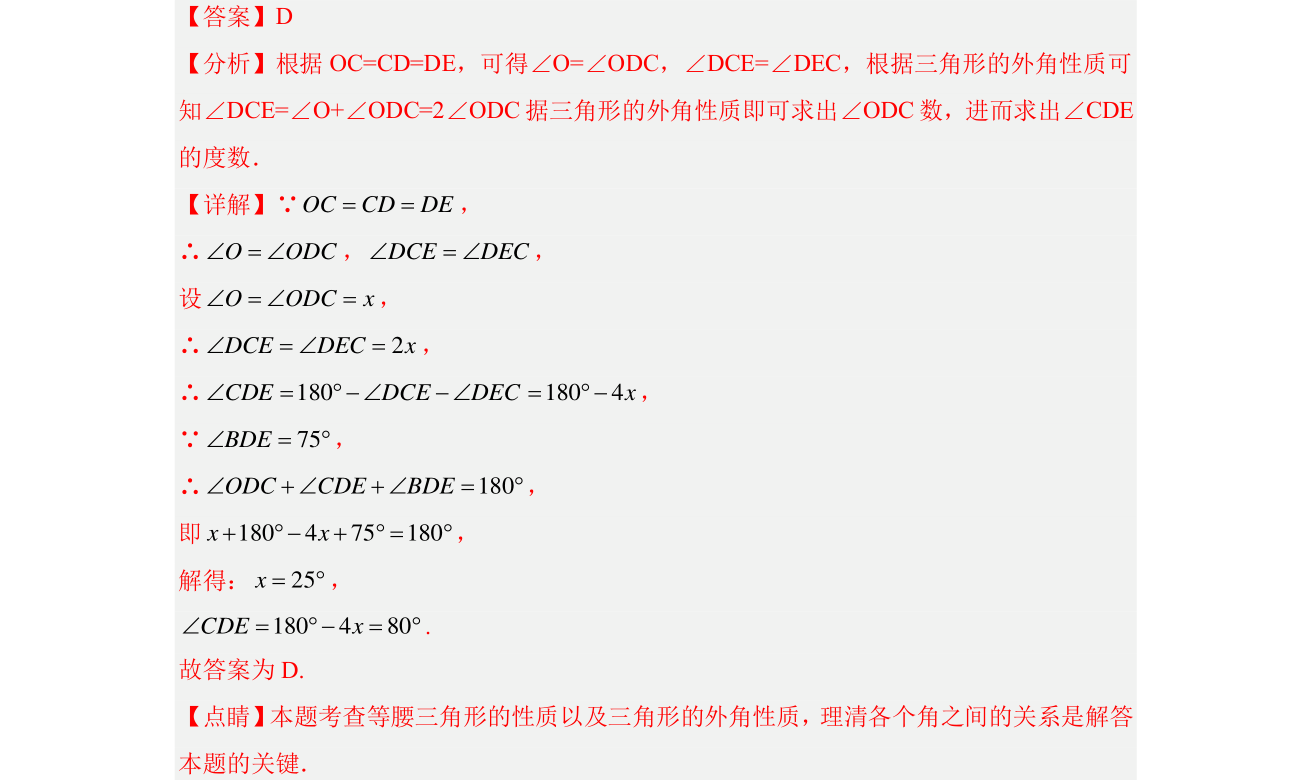 【答案】D
【分析】根据 OC=CD=DE，可得∠O=∠ODC，∠DCE=∠DEC，根据三角形的外角性质可
知∠DCE=∠O+∠ODC=2∠ODC 据三角形的外角性质即可求出∠ODC 数，进而求出∠CDE
的度数．
【详解】∵OC=CD=DE，
∴∠O=∠ODC，∠DCE=∠DEC，
设∠O=∠ODC=x，
∴∠DCE=∠DEC=2x，
∴∠CDE=180°−∠DCE−∠DEC=180°−4x，
∵∠BDE=75°，
∴∠ODC+∠CDE+∠BDE=180°，
即x+180°−4x+75°=180°，
解得：x=25°，
∠CDE=180°−4x=80°.
故答案为 D.
【点睛】本题考查等腰三角形的性质以及三角形的外角性质，理清各个角之间的关系是解答
本题的关键．